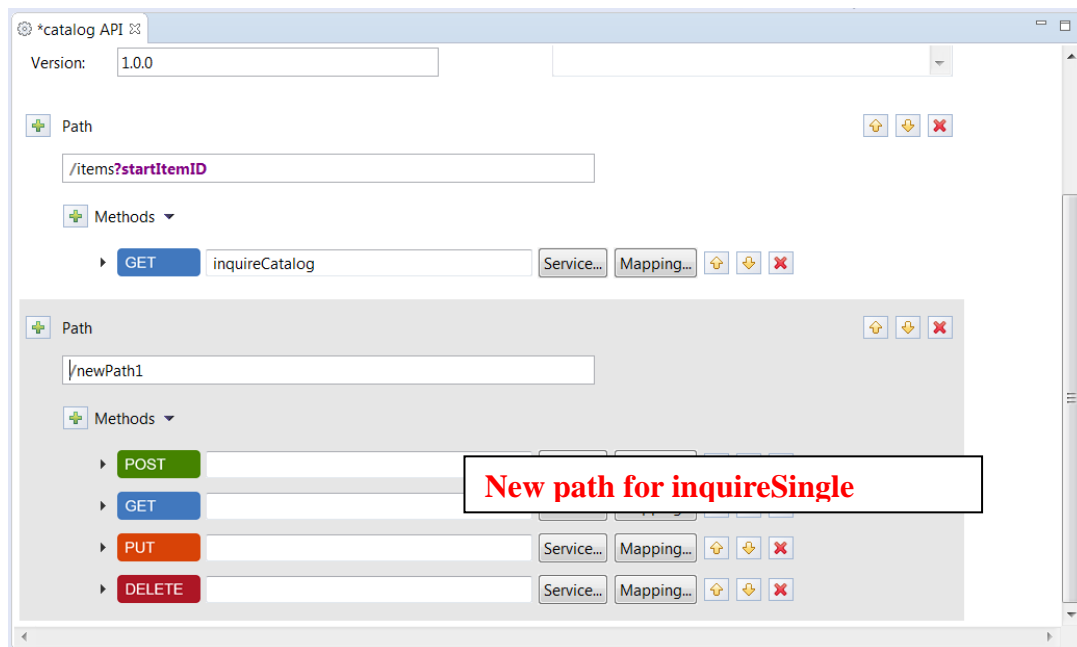 *catalog API
Version: 1.0.0
Path
/items?startItemID
Methods
GET inquireCatalog Service... Mapping...
Path
/newPath1
Methods
POST
New path for inquireSingle
GET
PUT Service... Mapping...
DELETE Service... Mapping...